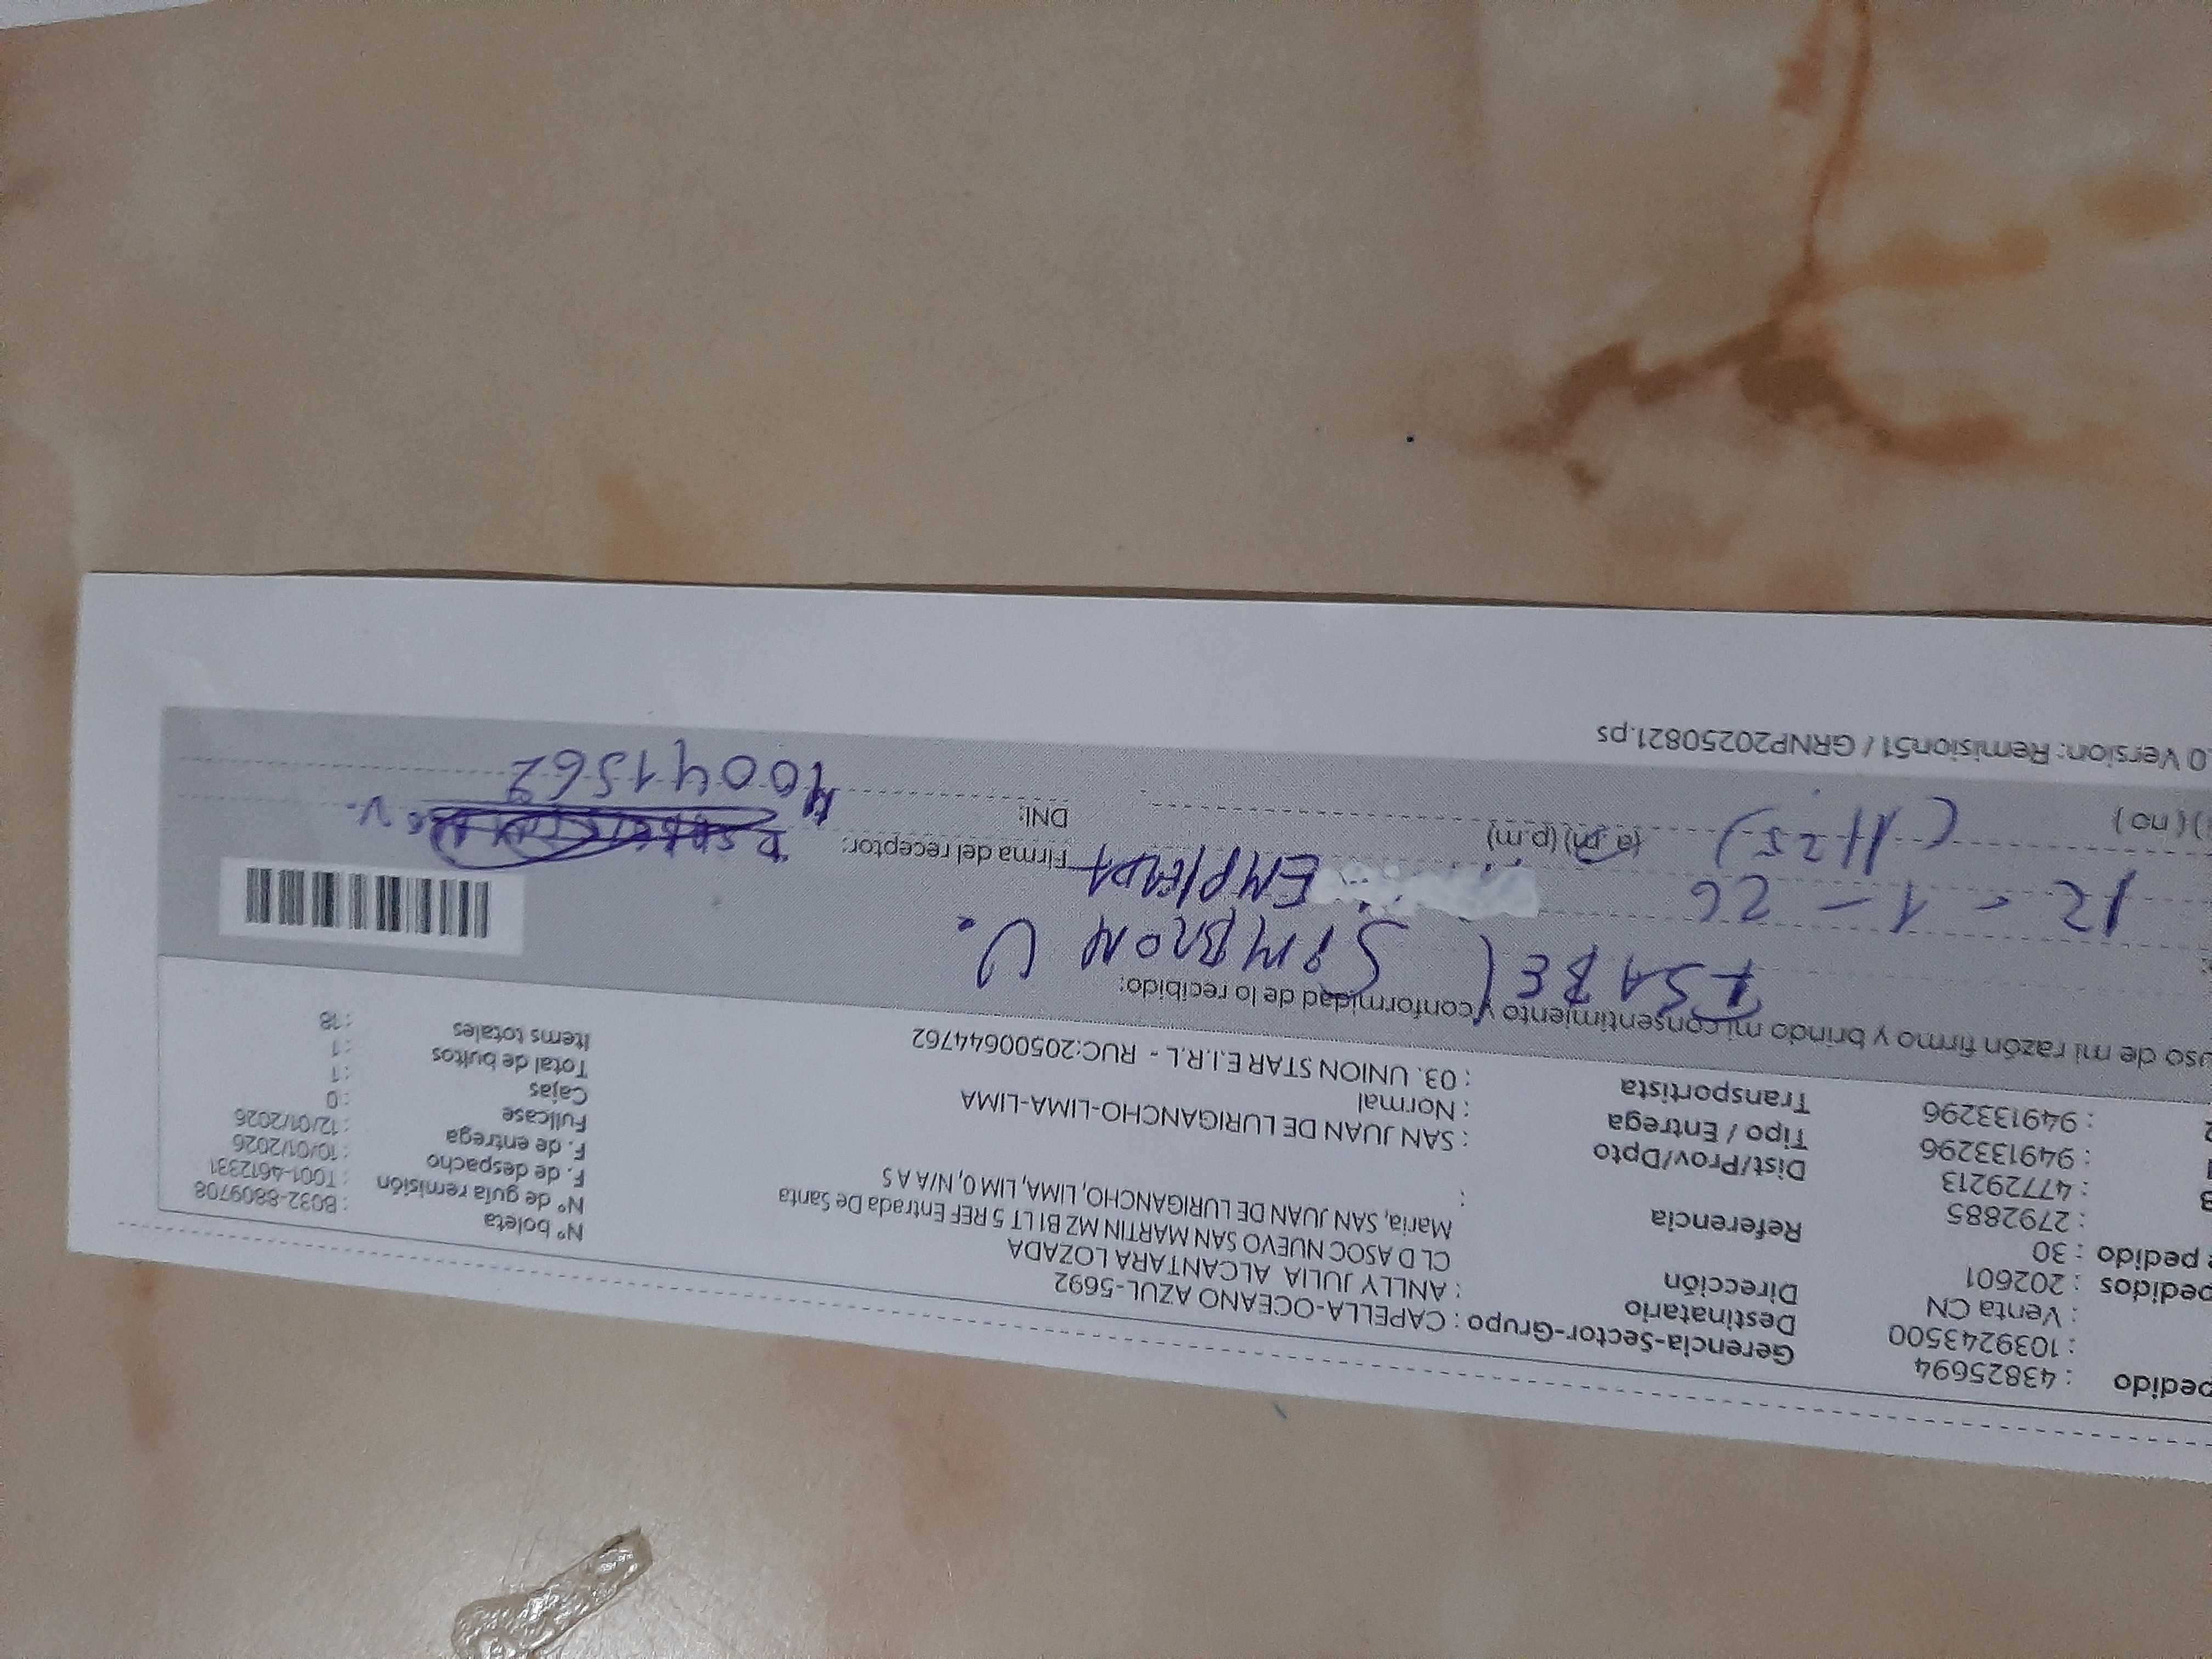 pedido : 43825694
: 1039243500
: Venta CN
pedidos : 202601
pedido : 30
: 2792885
: 47729213
: 949133296
: 949133296
Gerencia-Sector-Grupo : CAPELLA-OCEANO AZUL-5692
Destinatario : ANLLY JULIA ALCANTARA LOZADA
Dirección CL D ASOC NUEVO SAN MARTIN MZ B1 LT 5 REF Entrada De Santa
Maria, SAN JUAN DE LURIGANCHO, LIMA, LIM 0, N/A A 5
Referencia :
Dist/Prov/Dpto : SAN JUAN DE LURIGANCHO-LIMA-LIMA
Tipo / Entrega : Normal
Transportista : 03. UNION STAR E.I.R.L - RUC:20500644762
Nº boleta : B032-8809708
Nº de guía remisión : T001-4612331
F. de despacho : 10/01/2026
F. de entrega : 12/01/2026
Fullcase : 0
Cajas : 1
Total de bultos : 1
Items totales : 18
uso de mi razón firmo y brindo mi consentimiento y conformidad de lo recibido:
ISABEL SIMBRON V.
12 - 1 - 26
Firma del receptor:
) ( no )
(11:25)
(a.m) (p.m)
DNI:
40041562
0 Version: Remision51 / GRNP20250821.ps